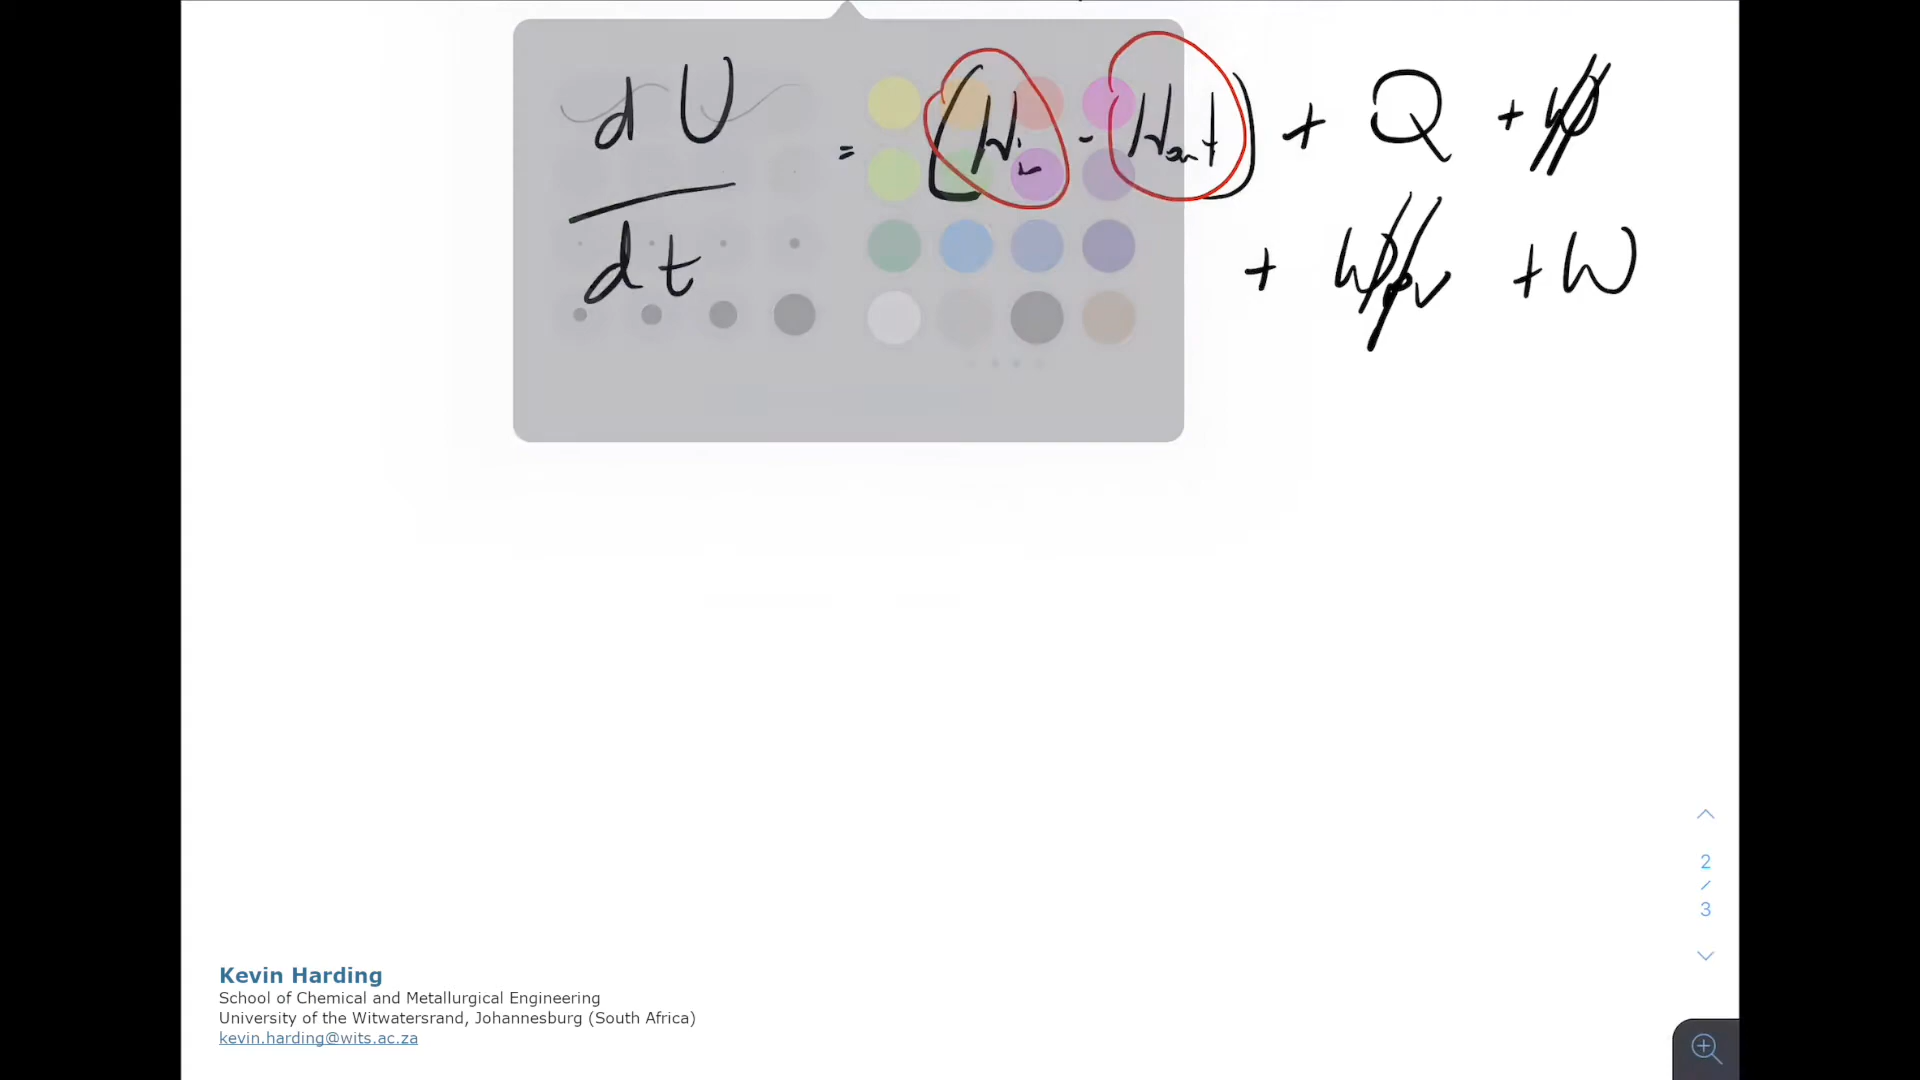 dU
dt
= (Hin - Hout) + Q +
+ +W
2
/
3
Kevin Harding
School of Chemical and Metallurgical Engineering
University of the Witwatersrand, Johannesburg (South Africa)
kevin.harding@wits.ac.za